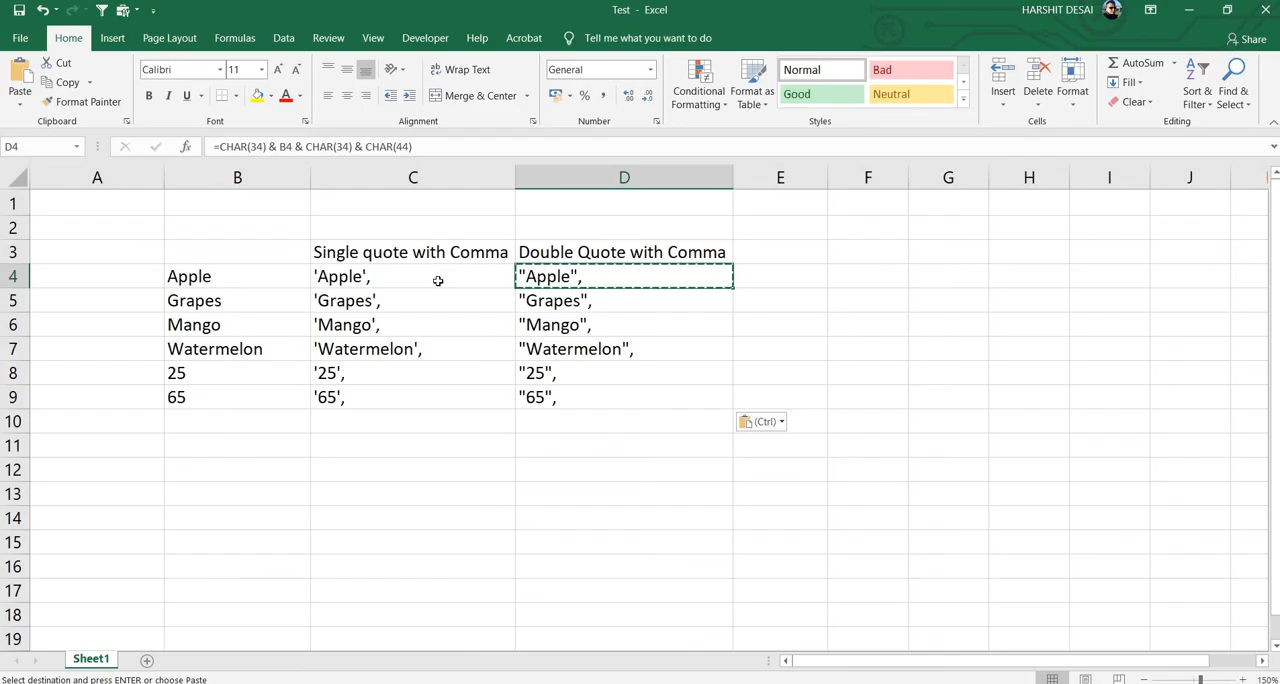 Test - Excel
HARSHIT DESAI
File Home Insert Page Layout Formulas Data Review View Developer Help Acrobat Tell me what you want to do
Share
Cut
Copy
Format Painter
Paste
Calibri 11
B I U
Wrap Text
Merge & Center
General
% ,
Conditional Formatting
Format as Table
Normal Bad
Good Neutral
Insert Delete Format
AutoSum
Fill
Clear
Sort & Filter
Find & Select
Clipboard Font Alignment Number Styles Cells Editing
D4 fx =CHAR(34) & B4 & CHAR(34) & CHAR(44)
A B C D E F G H I J
1
2
3 Single quote with Comma Double Quote with Comma
4 Apple 'Apple', "Apple",
5 Grapes 'Grapes', "Grapes",
6 Mango 'Mango', "Mango",
7 Watermelon 'Watermelon', "Watermelon",
8 25 '25', "25",
9 65 '65', "65",
10 (Ctrl)
11
12
13
14
15
16
17
18
19
Sheet1
Select destination and press ENTER or choose Paste
150%